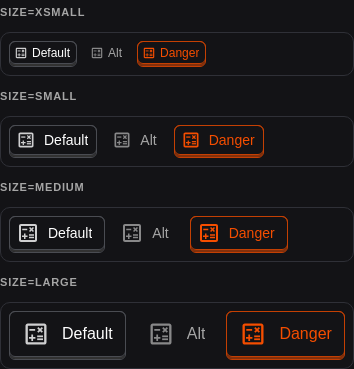 SIZE=XSMALL
Default Alt Danger
SIZE=SMALL
Default Alt Danger
SIZE=MEDIUM
Default Alt Danger
SIZE=LARGE
Default Alt Danger